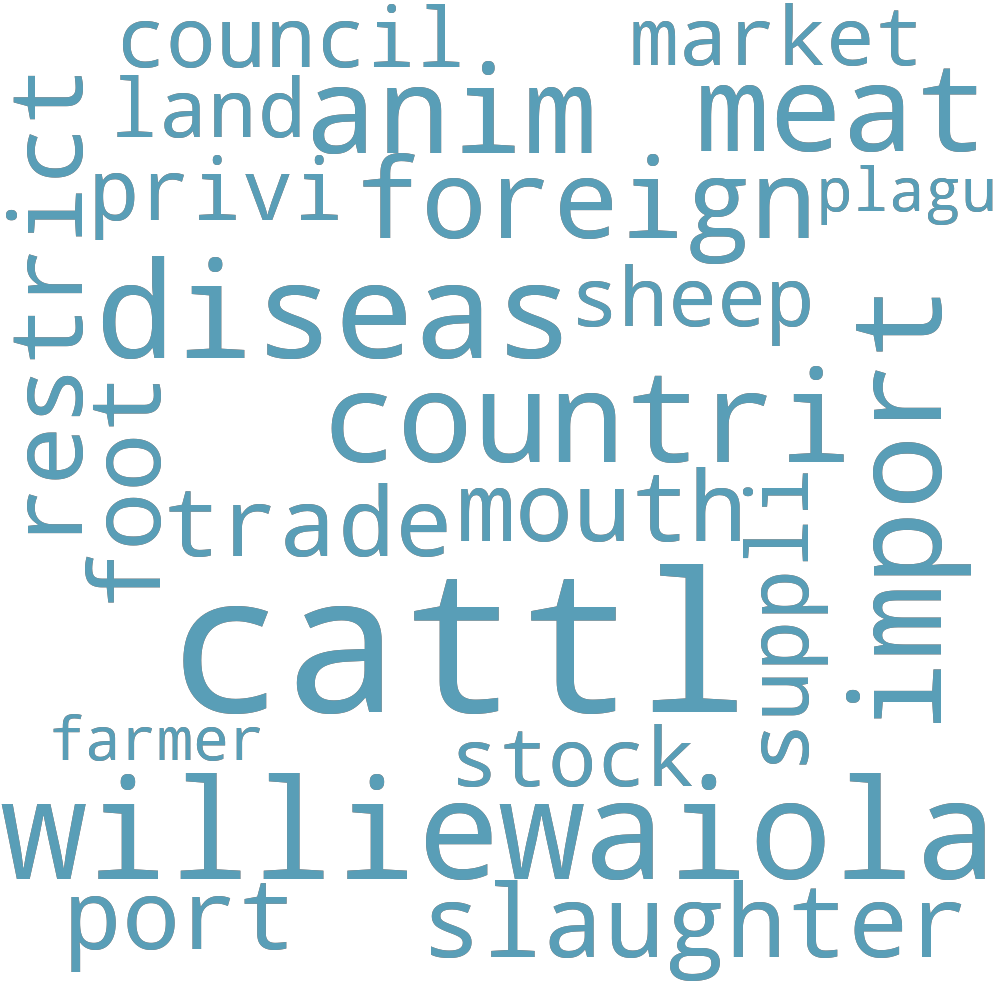 council
market
land
anim
meat
restrict
privi
foreign
plagu
diseas
sheep
import
foot
countri
trade
mouth
suppli
cattl
farmer
stock
williewaiola
port
slaughter